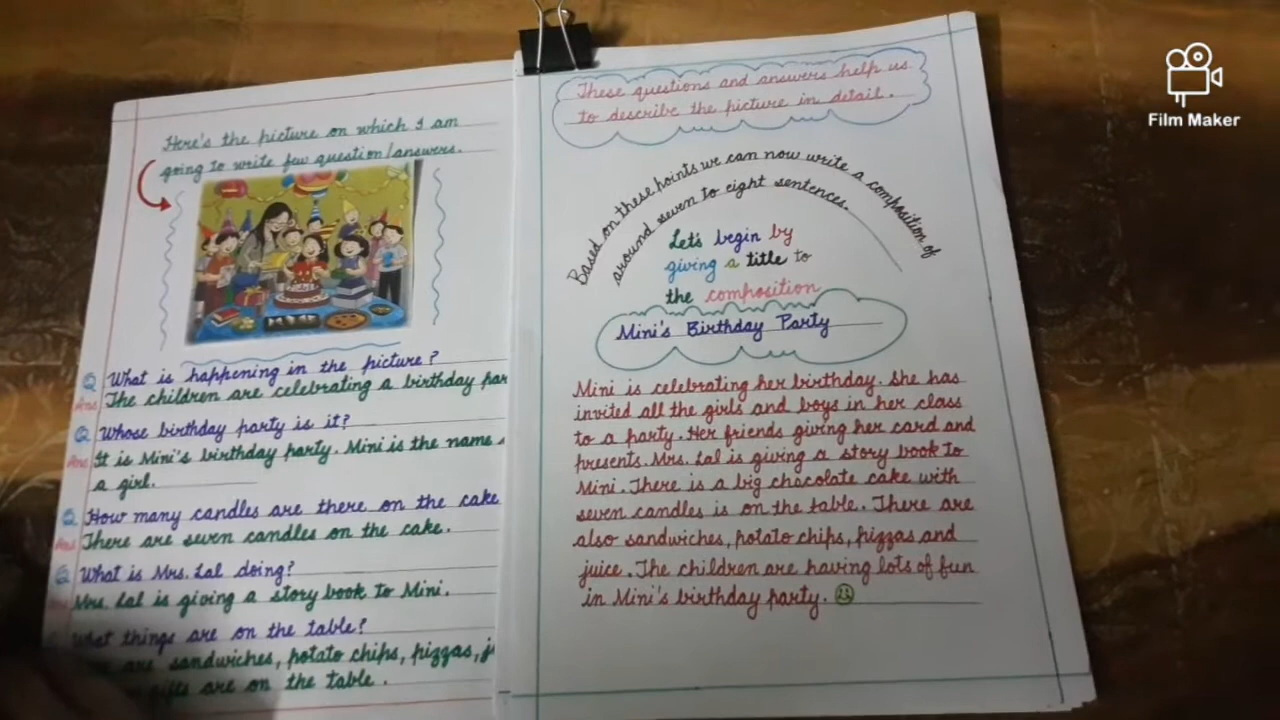 Here's the picture on which I am
going to write few question/answers.
Q What is happening in the picture?
Ans The children are celebrating a birthday par
Q Whose birthday party is it?
Ans It is Mini's birthday party. Mini is the name
a girl.
Q How many candles are there on the cake
Ans There are seven candles on the cake.
Q What is Mrs. Lal doing?
Mrs. Lal is giving a story book to Mini.
What things are on the table?
are sandwiches, potato chips, pizzas,
gifts are on the table.
These questions and answers help us
to describe the picture in detail.
Based on these points we can now write a composition of
around seven to eight sentences.
Let's begin by
giving a title to
the composition
Mini's Birthday Party
Mini is celebrating her birthday. She has
invited all the girls and boys in her class
to a party. Her friends giving her card and
presents. Mrs. Lal is giving a story book to
Mini. There is a big chocolate cake with
seven candles is on the table. There are
also sandwiches, potato chips, pizzas and
juice. The children are having lots of fun
in Mini's birthday party.
Film Maker